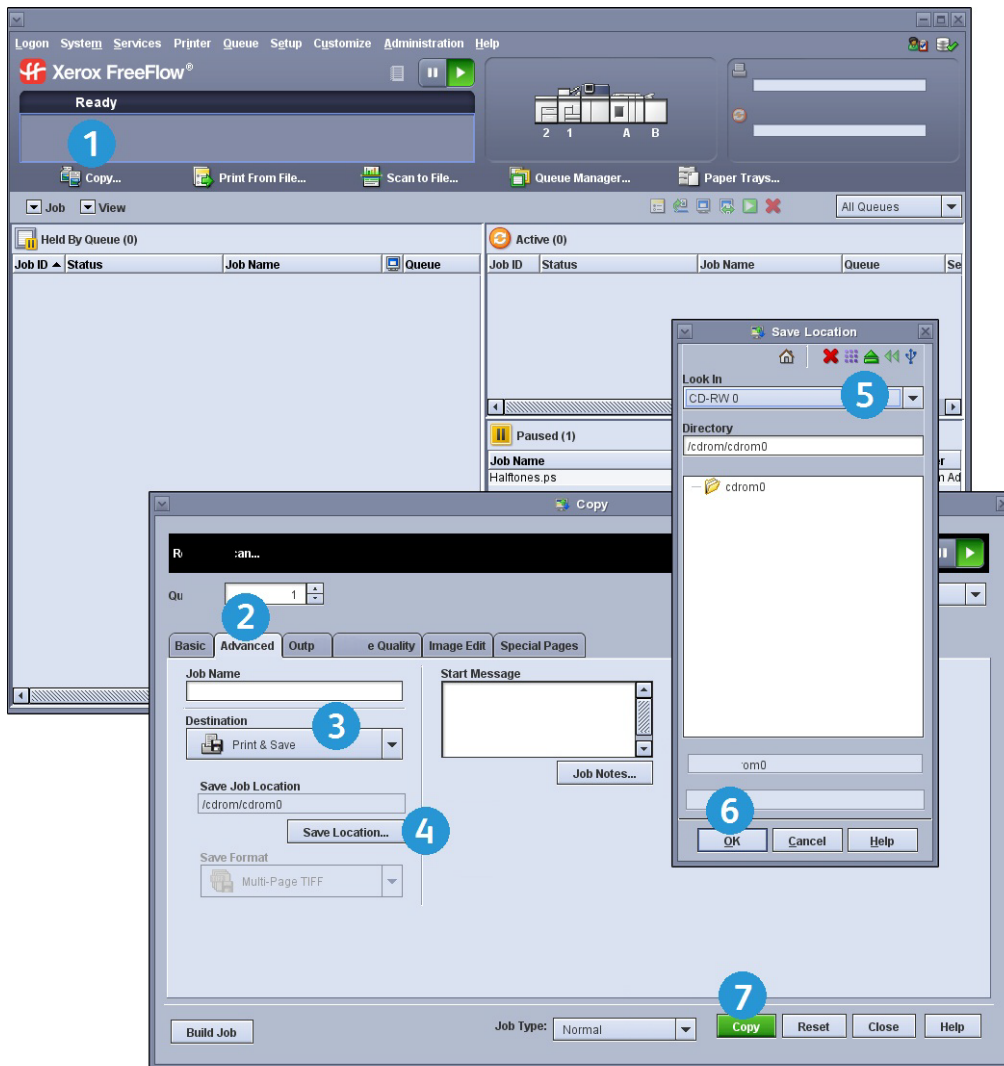 Logon System Services Printer Queue Setup Customize Administration Help
Xerox FreeFlow®
Ready
1
2 1 A B
Copy... Print From File... Scan to File... Queue Manager... Paper Trays...
Job View All Queues
Held By Queue (0)
Job ID Status Job Name Queue
Active (0)
Job ID Status Job Name Queue Se
Paused (1)
Job Name r
Halftones.ps n Ad
Save Location
Look In
CD-RW 0
5
Directory
/cdrom/cdrom0
cdrom0
om0
6
OK Cancel Help
Copy
R :an...
Qu 1
2
Basic Advanced Outp e Quality Image Edit Special Pages
Job Name
Start Message
Destination
3
Print & Save
Job Notes...
Save Job Location
/cdrom/cdrom0
Save Location...
4
Save Format
Multi-Page TIFF
7
Build Job
Job Type: Normal
Copy Reset Close Help